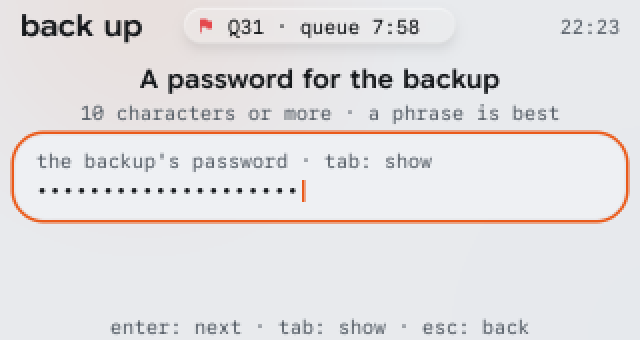 back up
Q31 · queue 7:58
22:23
A password for the backup
10 characters or more · a phrase is best
the backup's password · tab: show
••••••••••••••••••••
enter: next · tab: show · esc: back